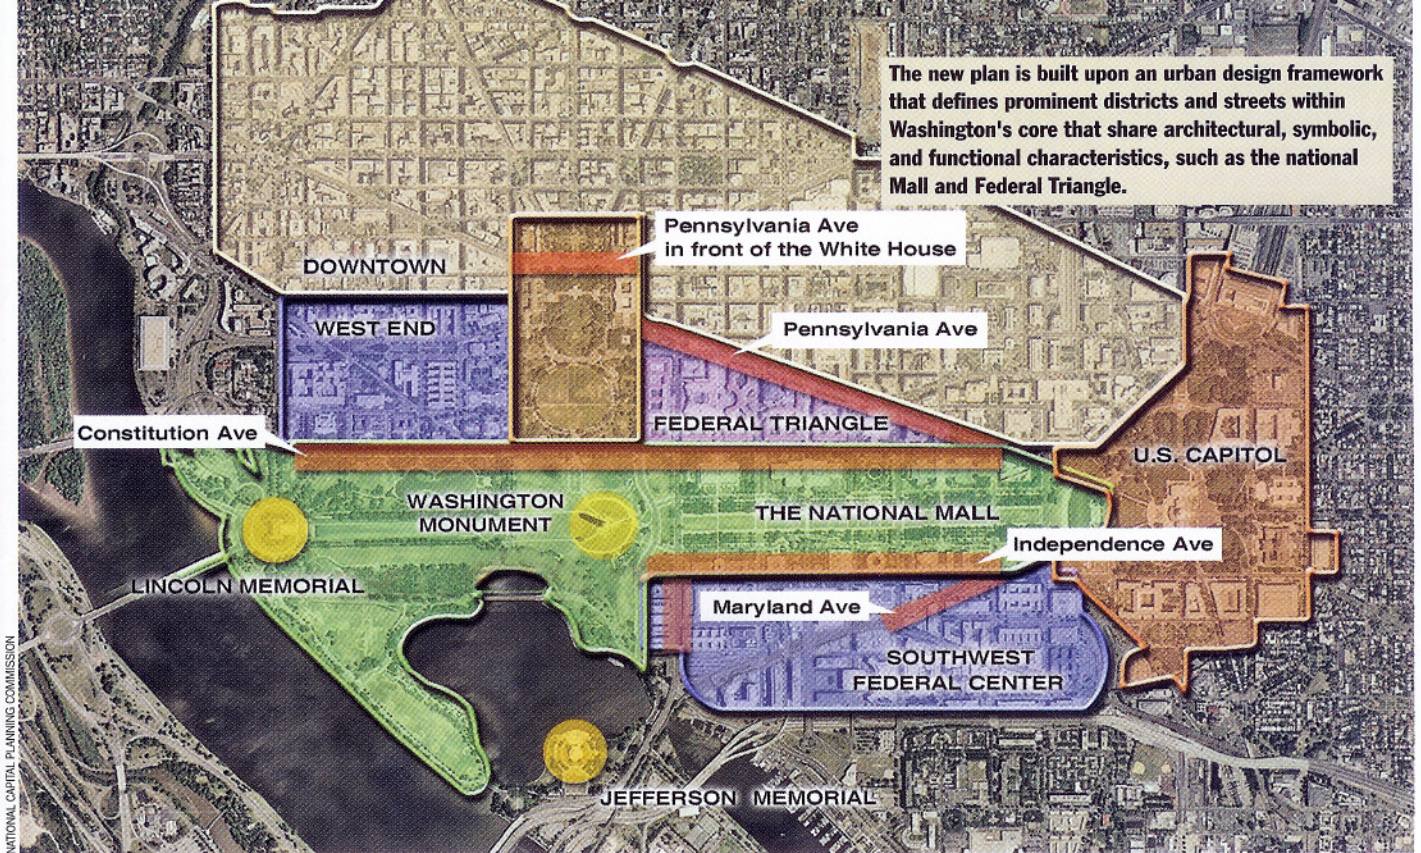 The new plan is built upon an urban design framework
that defines prominent districts and streets within
Washington's core that share architectural, symbolic,
and functional characteristics, such as the national
Mall and Federal Triangle.
Pennsylvania Ave
in front of the White House
DOWNTOWN
WEST END
Pennsylvania Ave
FEDERAL TRIANGLE
Constitution Ave
U.S. CAPITOL
WASHINGTON
MONUMENT
THE NATIONAL MALL
Independence Ave
LINCOLN MEMORIAL
Maryland Ave
SOUTHWEST
FEDERAL CENTER
JEFFERSON MEMORIAL
NATIONAL CAPITAL PLANNING COMMISSION